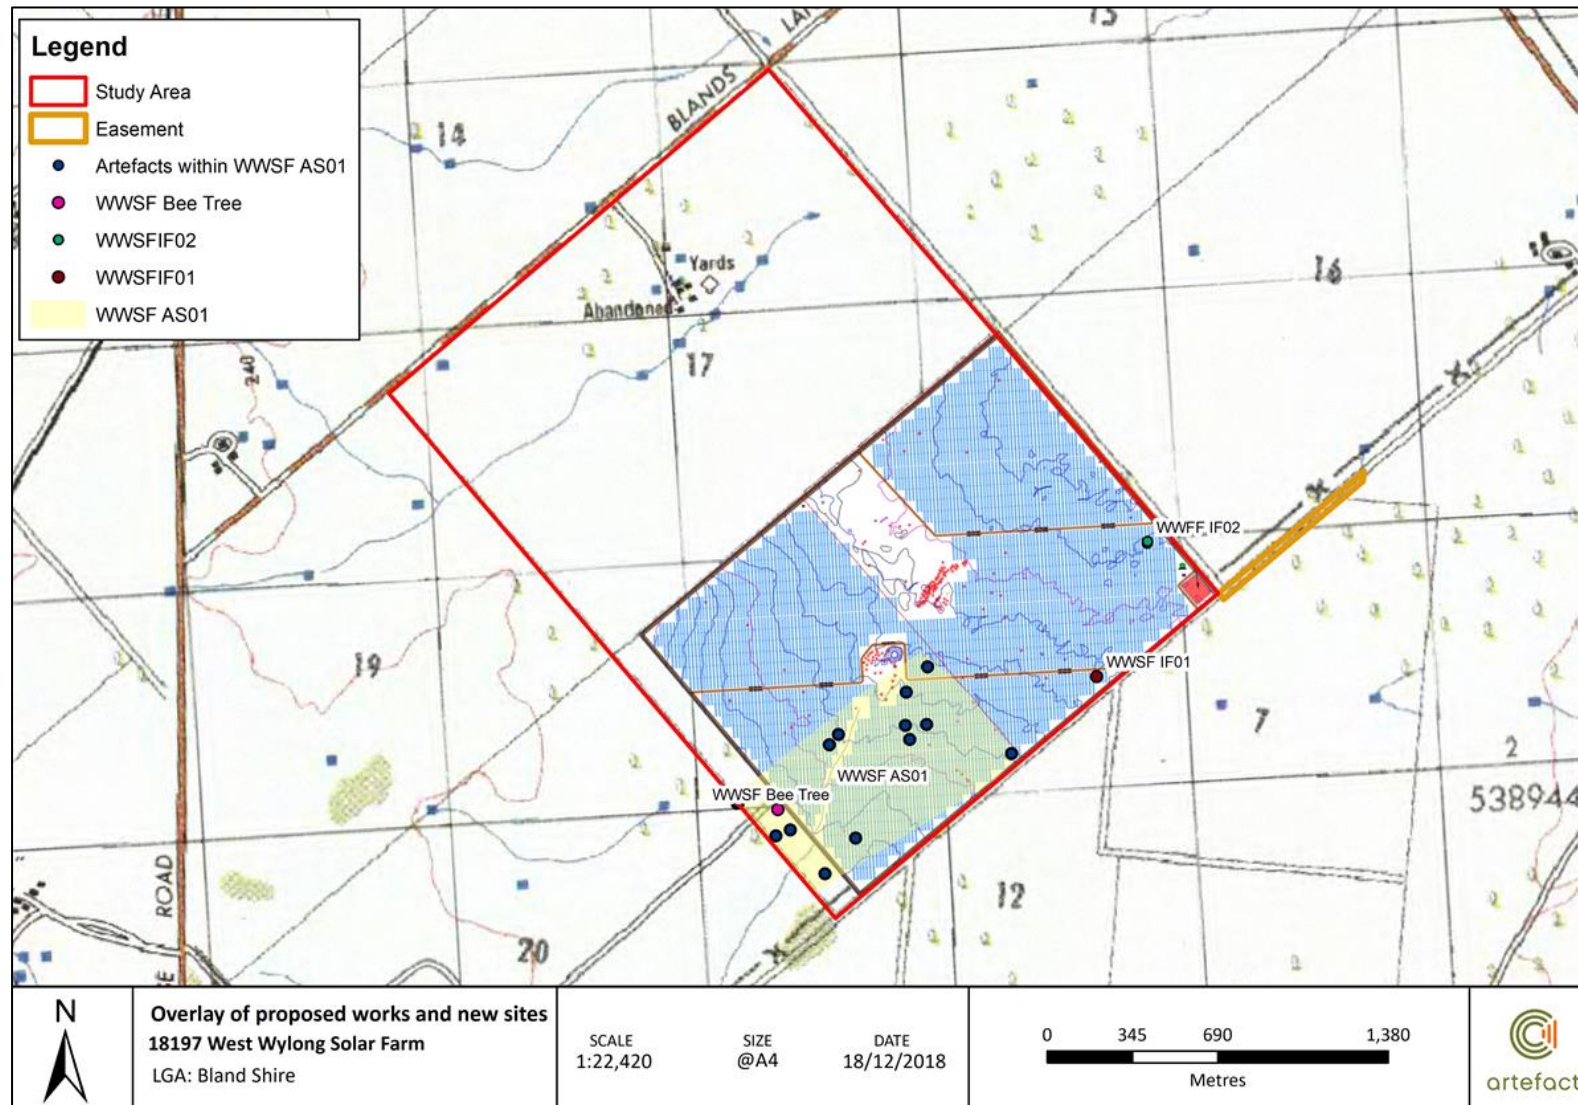 Legend
Study Area
Easement
Artefacts within WWSF AS01
WWSF Bee Tree
WWSFIF02
WWSFIF01
WWSF AS01
15
BLANDS
14
16
Yards
Abandoned
17
240
WWFF IF02
WWSF IF01
19
7
2
WWSF AS01
WWSF Bee Tree
538944
ROAD
12
20
N
Overlay of proposed works and new sites
18197 West Wylong Solar Farm
LGA: Bland Shire
SCALE
1:22,420
SIZE
@A4
DATE
18/12/2018
0 345 690 1,380
Metres
artefact